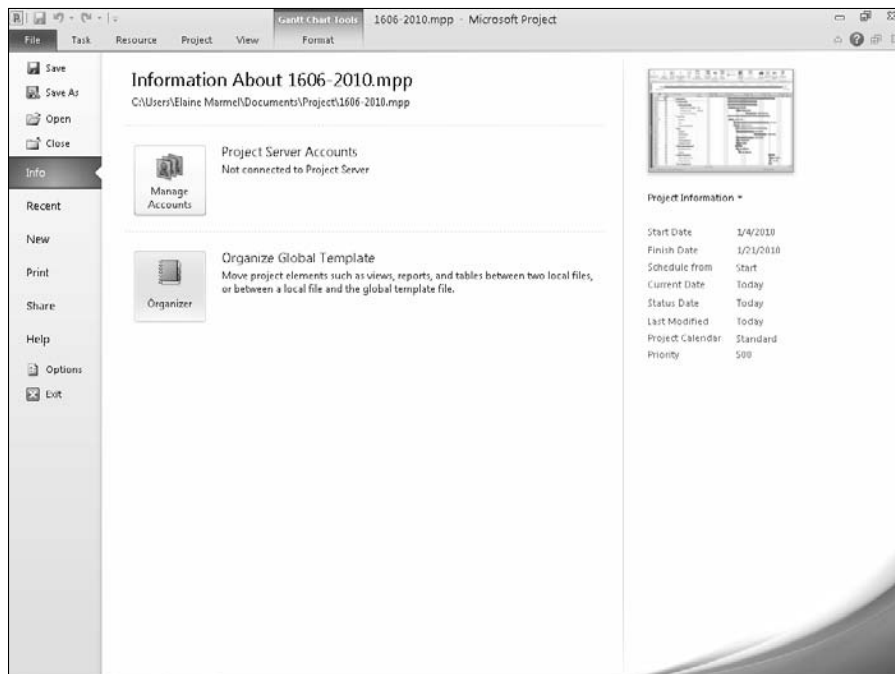 Gantt Chart Tools
1606-2010.mpp - Microsoft Project
File Task Resource Project View Format
Save
Save As
Open
Close
Info
Recent
New
Print
Share
Help
Options
Exit
Information About 1606-2010.mpp
C:\Users\Elaine Marmel\Documents\Project\1606-2010.mpp
Manage
Accounts
Project Server Accounts
Not connected to Project Server
Organizer
Organize Global Template
Move project elements such as views, reports, and tables between two local files,
or between a local file and the global template file.
Project Information
Start Date 1/4/2010
Finish Date 1/21/2010
Schedule from Start
Current Date Today
Status Date Today
Last Modified Today
Project Calendar Standard
Priority 500